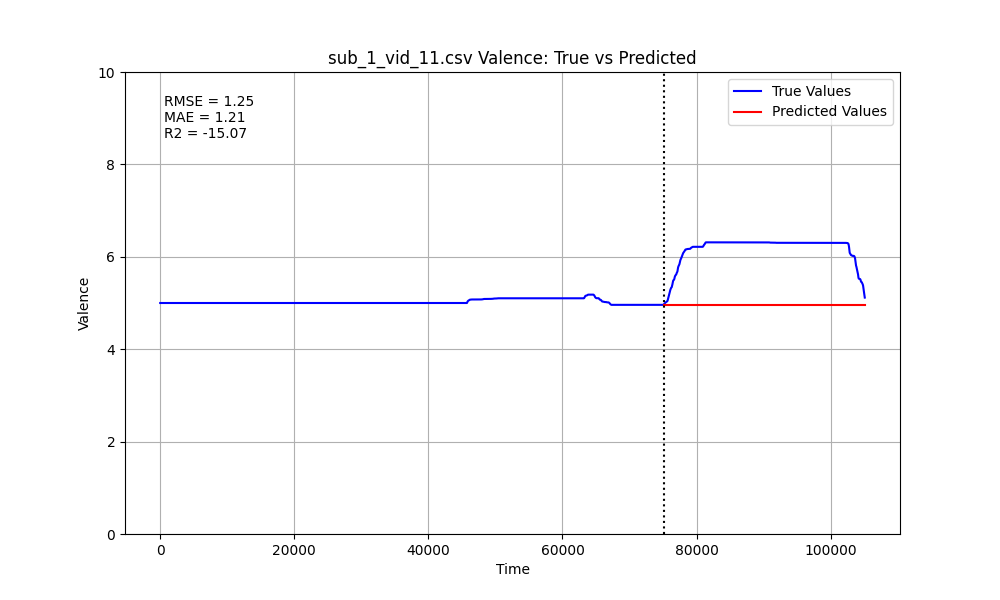 sub_1_vid_11.csv Valence: True vs Predicted
RMSE = 1.25
MAE = 1.21
R2 = -15.07
True Values
Predicted Values
10
8
6
4
2
0
Valence
0 20000 40000 60000 80000 100000
Time